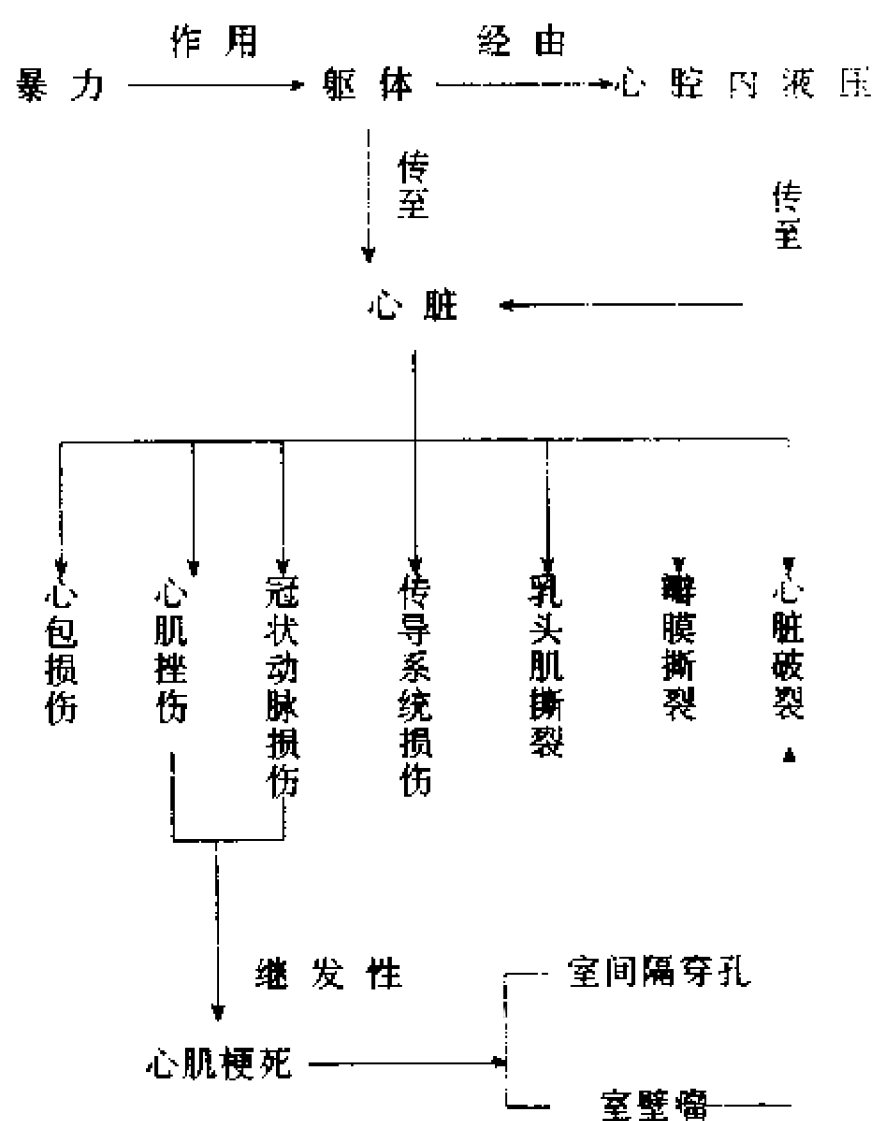 作用
经由
暴力
躯体
心腔内液压
传至
传至
心脏
心包损伤
心肌挫伤
冠状动脉损伤
传导系统损伤
乳头肌撕裂
瓣膜撕裂
心脏破裂
继发性
室间隔穿孔
心肌梗死
室壁瘤